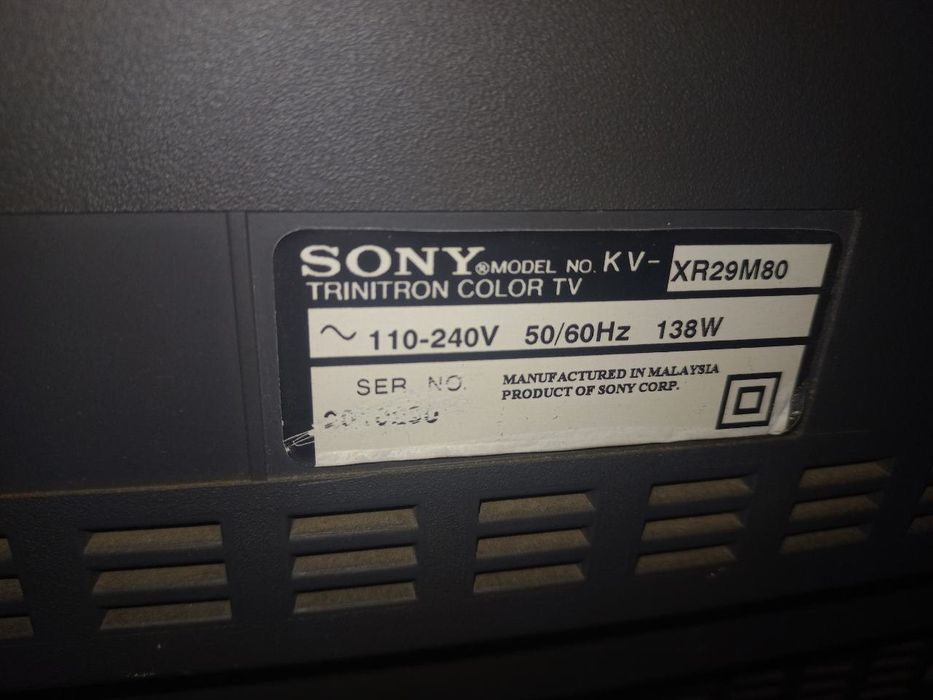 SONY® MODEL NO. KV-XR29M80
TRINITRON COLOR TV
~ 110-240V 50/60Hz 138W
SER. NO.
MANUFACTURED IN MALAYSIA
PRODUCT OF SONY CORP.